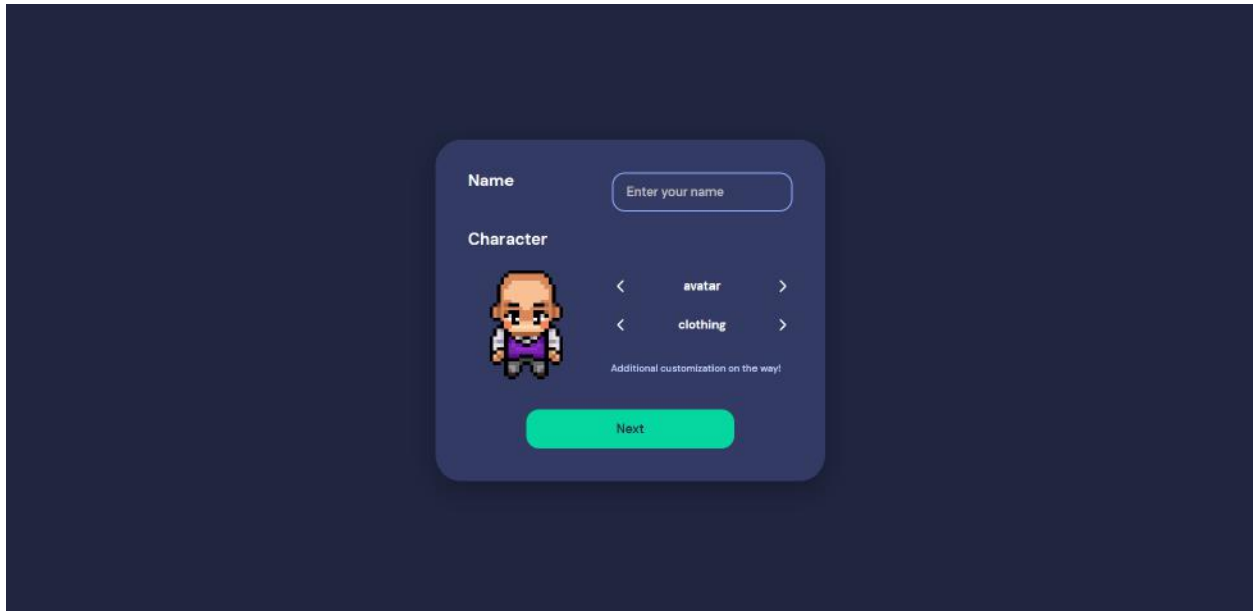 Name
Enter your name
Character
avatar
clothing
Additional customization on the way!
Next